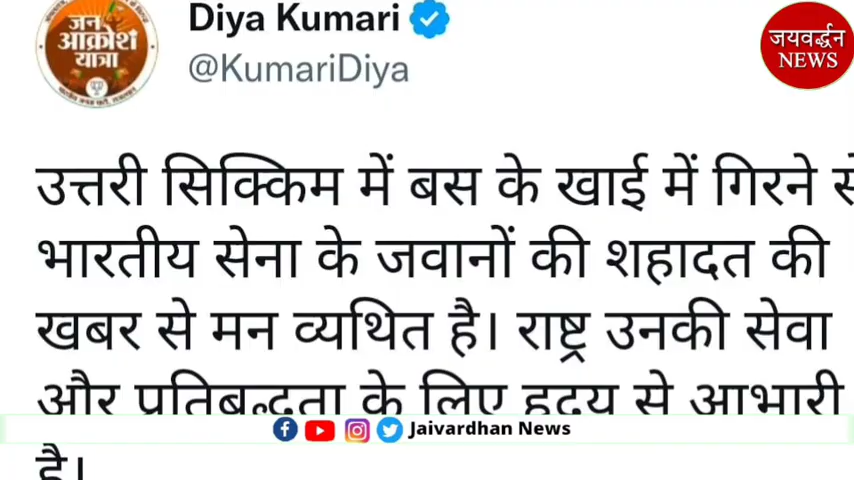 जन
आक्रोश
यात्रा
Diya Kumari
@KumariDiya
जयवर्द्धन
NEWS
उत्तरी सिक्किम में बस के खाई में गिरने से
भारतीय सेना के जवानों की शहादत की
खबर से मन व्यथित है। राष्ट्र उनकी सेवा
और प्रतिबद्धता के लिए हृदय से आभारी
Jaivardhan News
है।